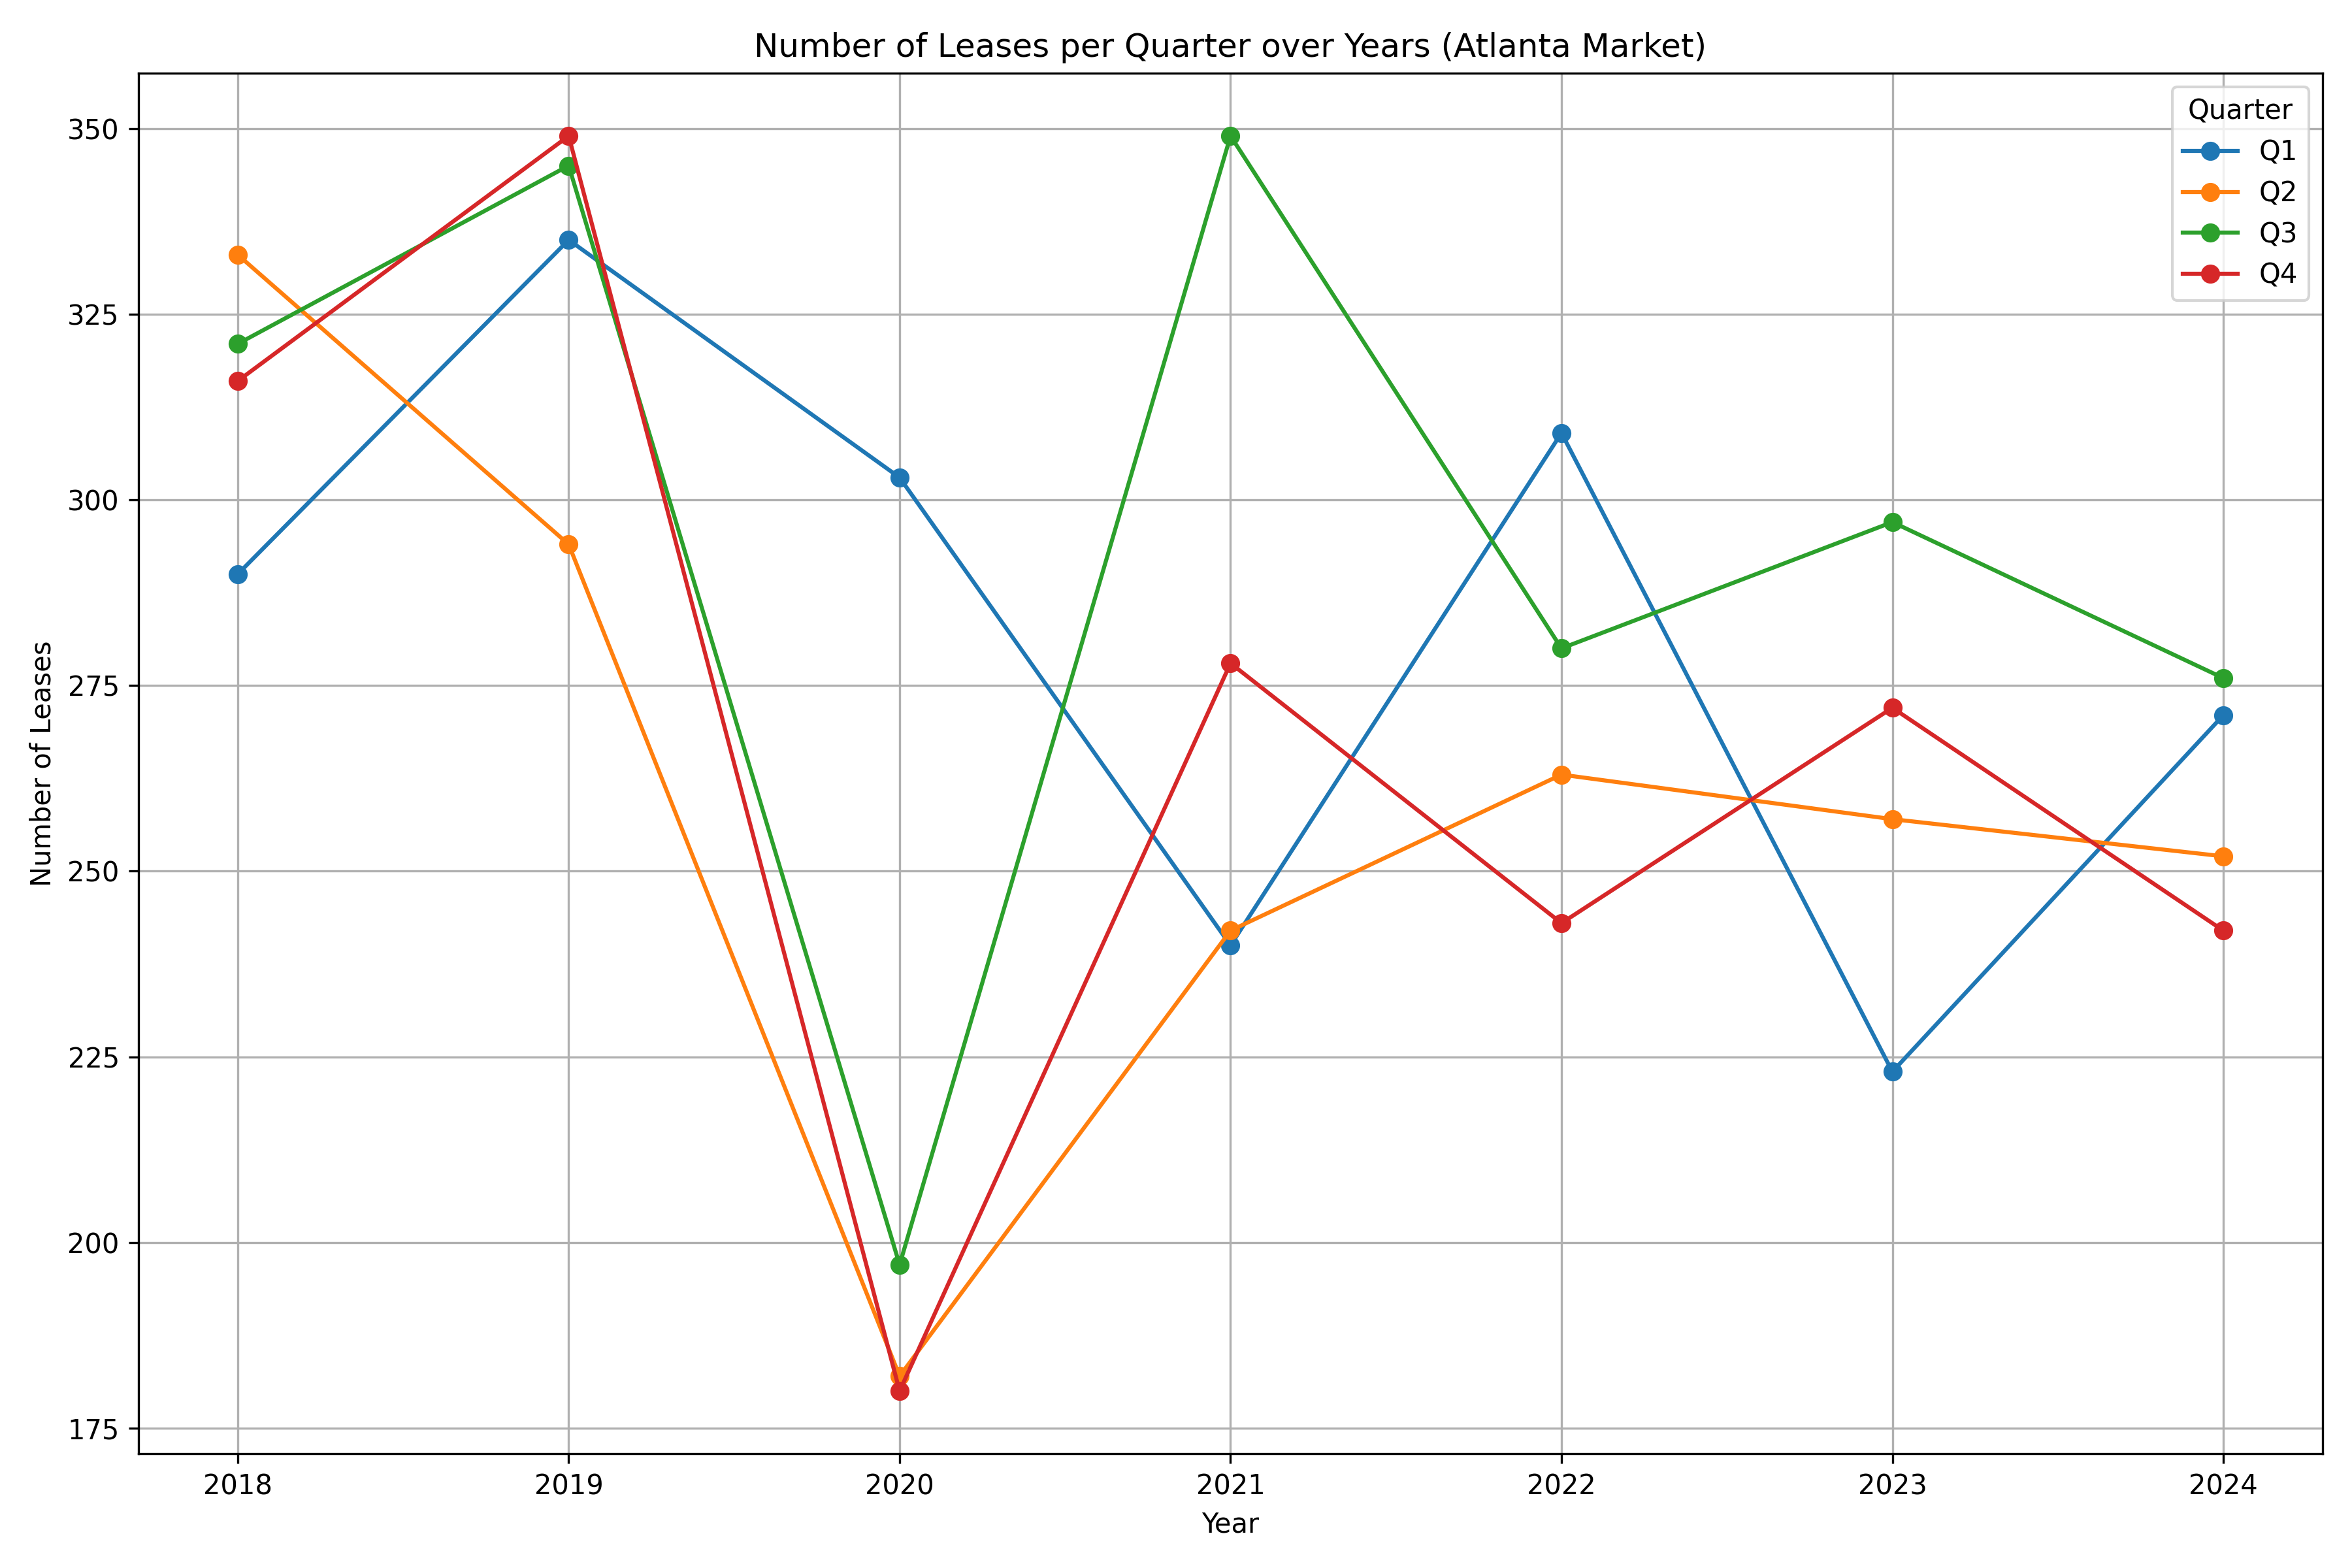 Number of Leases per Quarter over Years (Atlanta Market)
Quarter
Q1
Q2
Q3
Q4
350
325
300
275
250
225
200
175
Number of Leases
2018 2019 2020 2021 2022 2023 2024
Year